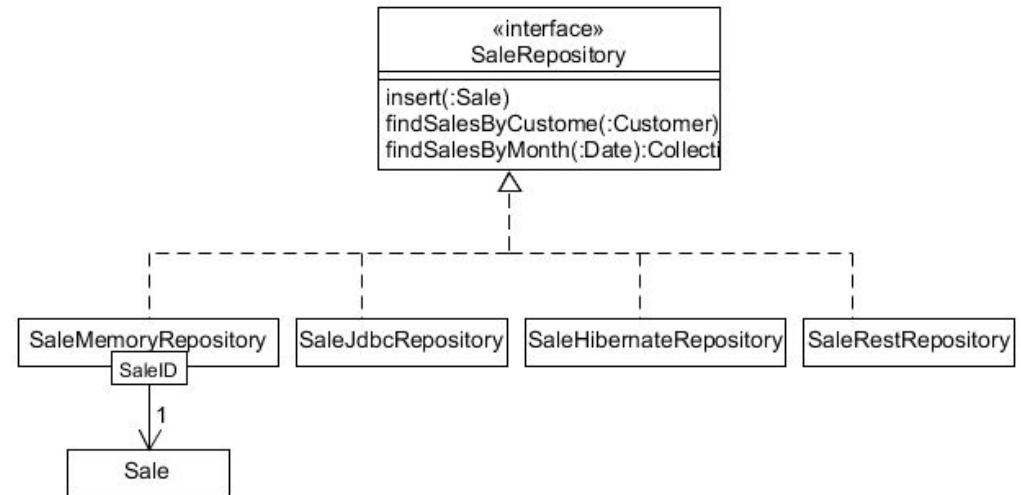 «interface»
SaleRepository
insert(:Sale)
findSalesByCustome(:Customer)
findSalesByMonth(:Date):Collecti
SaleMemoryRepository
SaleJdbcRepository
SaleHibernateRepository
SaleRestRepository
SaleID
1
Sale